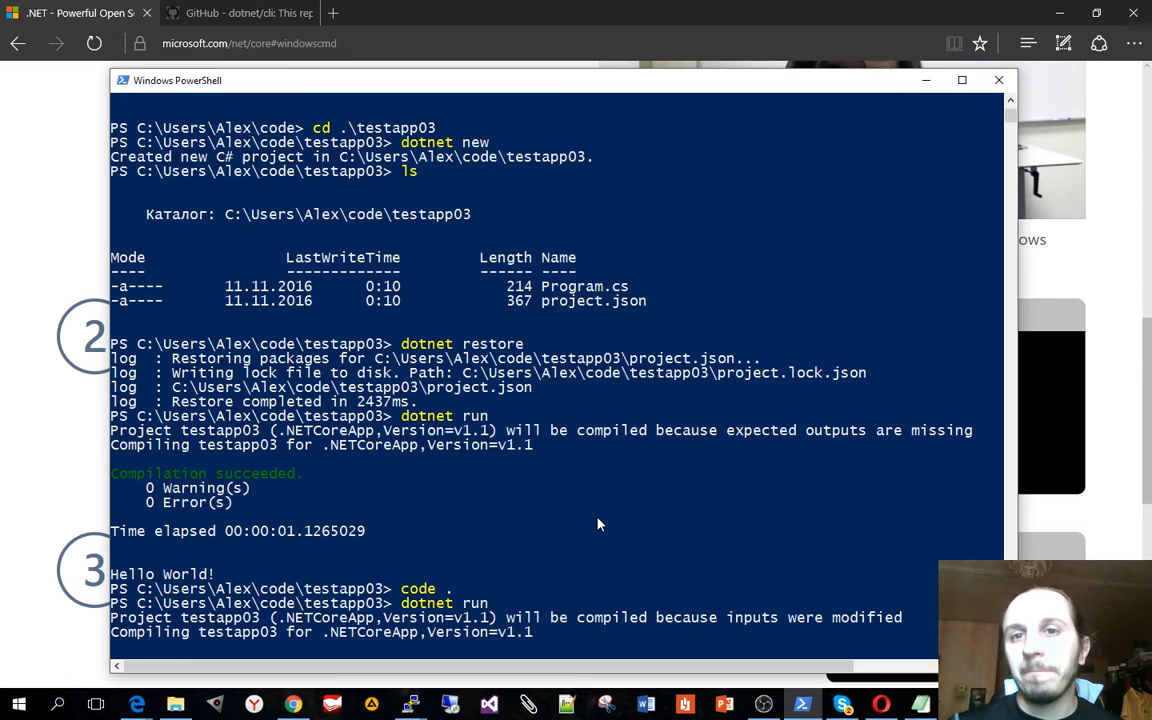 .NET - Powerful Open S
GitHub - dotnet/cli: This rep
microsoft.com/net/core#windowscmd
Windows PowerShell
PS C:\Users\Alex\code> cd .\testapp03
PS C:\Users\Alex\code\testapp03> dotnet new
Created new C# project in C:\Users\Alex\code\testapp03.
PS C:\Users\Alex\code\testapp03> ls
Каталог: C:\Users\Alex\code\testapp03
Mode LastWriteTime Length Name
---- ------------- ------ ----
-a---- 11.11.2016 0:10 214 Program.cs
-a---- 11.11.2016 0:10 367 project.json
PS C:\Users\Alex\code\testapp03> dotnet restore
log : Restoring packages for C:\Users\Alex\code\testapp03\project.json...
log : Writing lock file to disk. Path: C:\Users\Alex\code\testapp03\project.lock.json
log : C:\Users\Alex\code\testapp03\project.json
log : Restore completed in 2437ms.
PS C:\Users\Alex\code\testapp03> dotnet run
Project testapp03 (.NETCoreApp,Version=v1.1) will be compiled because expected outputs are missing
Compiling testapp03 for .NETCoreApp,Version=v1.1
Compilation succeeded.
0 Warning(s)
0 Error(s)
Time elapsed 00:00:01.1265029
Hello World!
PS C:\Users\Alex\code\testapp03> code .
PS C:\Users\Alex\code\testapp03> dotnet run
Project testapp03 (.NETCoreApp,Version=v1.1) will be compiled because inputs were modified
Compiling testapp03 for .NETCoreApp,Version=v1.1
2
3
ows